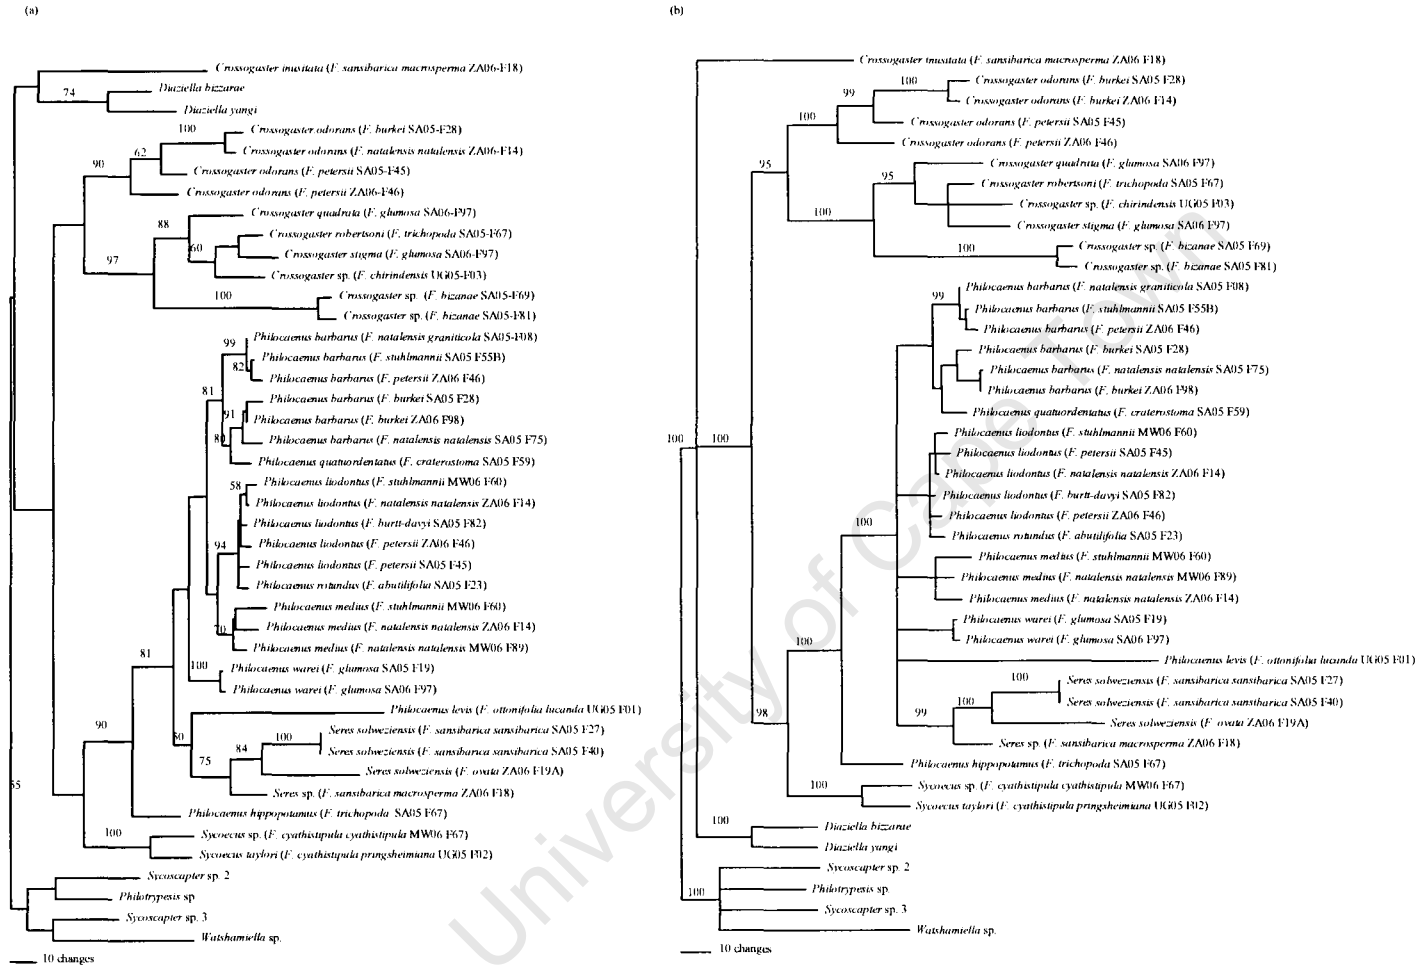 (a)
Crossogaster inusitata (F. sansibarica macrosperma ZA06-F18)
Diaziella bizzarae
74
Diaziella yangi
100
Crossogaster odorans (F. burkei SA05-F28)
62
Crossogaster odorans (F. natalensis natalensis ZA06-F14)
90
Crossogaster odorans (F. petersii SA05-F45)
Crossogaster odorans (F. petersii ZA06-F46)
Crossogaster quadrata (F. glumosa SA06-F97)
88
Crossogaster robertsoni (F. trichopoda SA05-F67)
60
Crossogaster stigma (F. glumosa SA06-F97)
97
Crossogaster sp. (F. chirindensis UG05-F03)
100
Crossogaster sp. (F. bizanae SA05-F69)
Crossogaster sp. (F. bizanae SA05-F81)
Philocaenus barbarus (F. natalensis graniticola SA05-F08)
99
Philocaenus barbarus (F. stuhlmannii SA05 F55B)
82
Philocaenus barbarus (F. petersii ZA06 F46)
81
Philocaenus barbarus (F. burkei SA05 F28)
91
Philocaenus barbarus (F. burkei ZA06 F98)
80
Philocaenus barbarus (F. natalensis natalensis SA05 F75)
Philocaenus quatuordentatus (F. craterostoma SA05 F59)
58
Philocaenus liodontus (F. stuhlmannii MW06 F60)
Philocaenus liodontus (F. natalensis natalensis ZA06 F14)
Philocaenus liodontus (F. burtt-davyi SA05 F82)
94
Philocaenus liodontus (F. petersii ZA06 F46)
Philocaenus liodontus (F. petersii SA05 F45)
Philocaenus rotundus (F. abutilifolia SA05 F23)
Philocaenus medius (F. stuhlmannii MW06 F60)
70
Philocaenus medius (F. natalensis natalensis ZA06 F14)
Philocaenus medius (F. natalensis natalensis MW06 F89)
81
100
Philocaenus warei (F. glumosa SA05 F19)
Philocaenus warei (F. glumosa SA06 F97)
90
Philocaenus levis (F. ottonifolia lucanda UG05 F01)
Seres solweziensis (F. sansibarica sansibarica SA05 F27)
100
84
Seres solweziensis (F. sansibarica sansibarica SA05 F40)
75
Seres solweziensis (F. ovata ZA06 F19A)
Seres sp. (F. sansibarica macrosperma ZA06 F18)
Philocaenus hippopotamus (F. trichopoda SA05 F67)
100
Sycoecus sp. (F. cyathistipula cyathistipula MW06 F67)
Sycoecus taylori (F. cyathistipula pringsheimiana UG05 F02)
Sycoscapter sp. 2
Philotrypesis sp
Sycoscapter sp. 3
Watshamiella sp.
10 changes
(b)
Crossogaster inusitata (F. sansibarica macrosperma ZA06 F18)
100
Crossogaster odorans (F. burkei SA05 F28)
99
Crossogaster odorans (F. burkei ZA06 F14)
100
Crossogaster odorans (F. petersii SA05 F45)
Crossogaster odorans (F. petersii ZA06 F46)
95
Crossogaster quadrata (F. glumosa SA06 F97)
95
Crossogaster robertsoni (F. trichopoda SA05 F67)
Crossogaster sp. (F. chirindensis UG05 F03)
100
Crossogaster stigma (F. glumosa SA06 F97)
100
Crossogaster sp. (F. bizanae SA05 F69)
Crossogaster sp. (F. bizanae SA05 F81)
Philocaenus barbarus (F. natalensis graniticola SA05 F08)
99
Philocaenus barbarus (F. stuhlmannii SA05 F55B)
Philocaenus barbarus (F. petersii ZA06 F46)
Philocaenus barbarus (F. burkei SA05 F28)
Philocaenus barbarus (F. natalensis natalensis SA05 F75)
Philocaenus barbarus (F. burkei ZA06 F98)
Philocaenus quatuordentatus (F. craterostoma SA05 F59)
Philocaenus liodontus (F. stuhlmannii MW06 F60)
100
100
Philocaenus liodontus (F. petersii SA05 F45)
Philocaenus liodontus (F. natalensis natalensis ZA06 F14)
Philocaenus liodontus (F. burtt-davyi SA05 F82)
Philocaenus liodontus (F. petersii ZA06 F46)
100
Philocaenus rotundus (F. abutilifolia SA05 F23)
Philocaenus medius (F. stuhlmannii MW06 F60)
Philocaenus medius (F. natalensis natalensis MW06 F89)
Philocaenus medius (F. natalensis natalensis ZA06 F14)
Philocaenus warei (F. glumosa SA05 F19)
100
Philocaenus warei (F. glumosa SA06 F97)
Philocaenus levis (F. ottonifolia lucanda UG05 F01)
100
Seres solweziensis (F. sansibarica sansibarica SA05 F27)
100
Seres solweziensis (F. sansibarica sansibarica SA05 F40)
98
99
Seres solweziensis (F. ovata ZA06 F19A)
Seres sp. (F. sansibarica macrosperma ZA06 F18)
Philocaenus hippopotamus (F. trichopoda SA05 F67)
100
Sycoecus sp. (F. cyathistipula cyathistipula MW06 F67)
Sycoecus taylori (F. cyathistipula pringsheimiana UG05 F02)
100
Diaziella bizzarae
Diaziella yangi
Sycoscapter sp. 2
100
Philotrypesis sp.
Sycoscapter sp. 3
Watshamiella sp.
10 changes
University of Cape Town